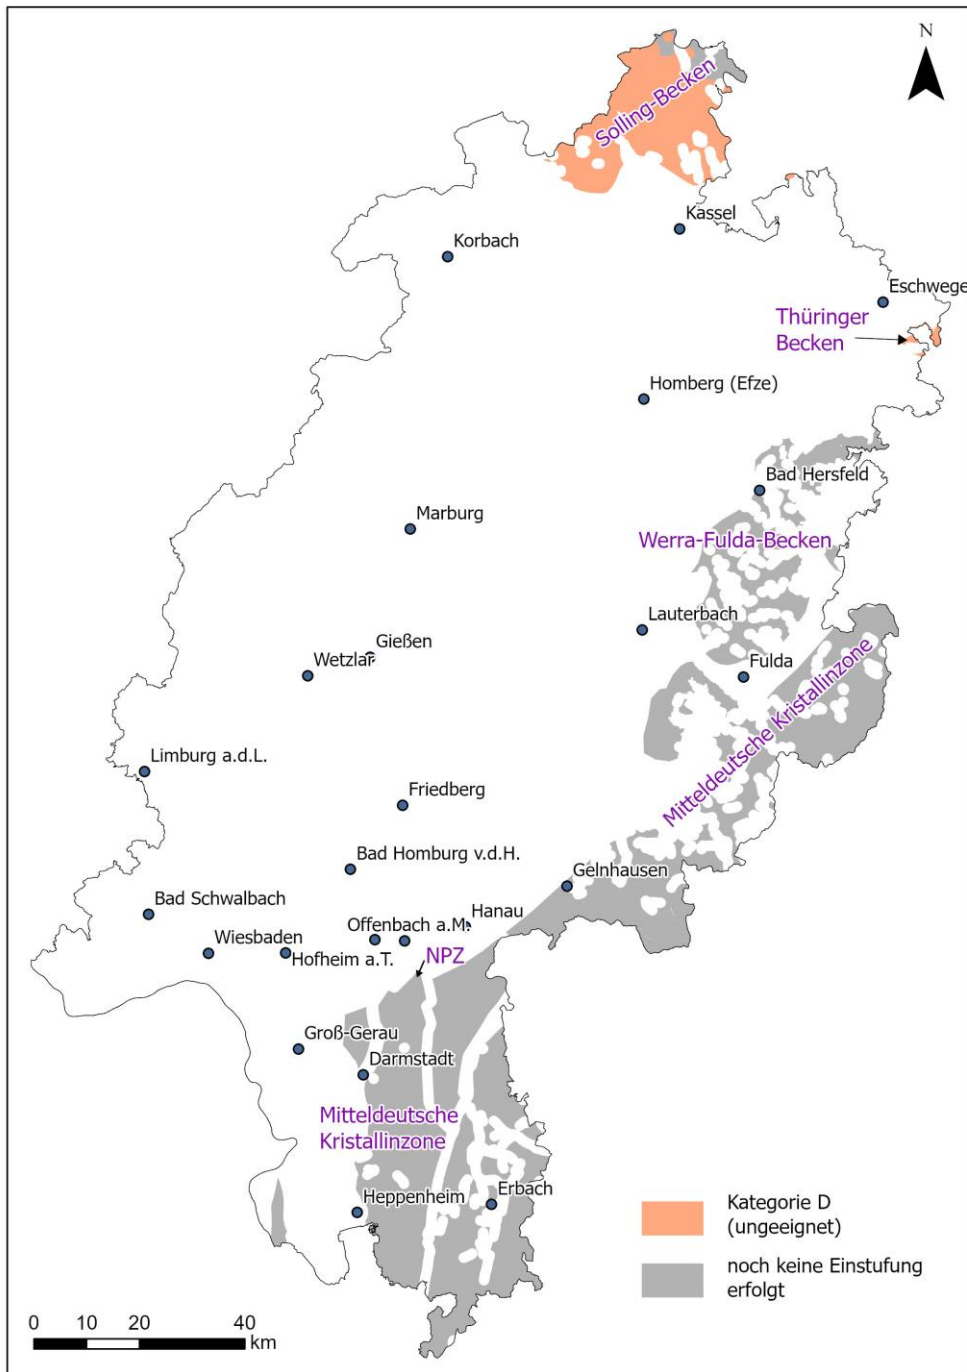 N
Solling-Becken
Kassel
Korbach
Eschwege
Thüringer
Becken
Homberg (Efze)
Bad Hersfeld
Marburg
Werra-Fulda-Becken
Lauterbach
Gießen
Wetzlar
Fulda
Mitteldeutsche Kristallinzone
Limburg a.d.L.
Friedberg
Bad Homburg v.d.H.
Gelnhausen
Bad Schwalbach
Hanau
Offenbach a.M.
Wiesbaden
Hofheim a.T.
NPZ
Groß-Gerau
Darmstadt
Mitteldeutsche
Kristallinzone
Heppenheim
Erbach
Kategorie D
(ungeeignet)
noch keine Einstufung
erfolgt
0 10 20 40
km